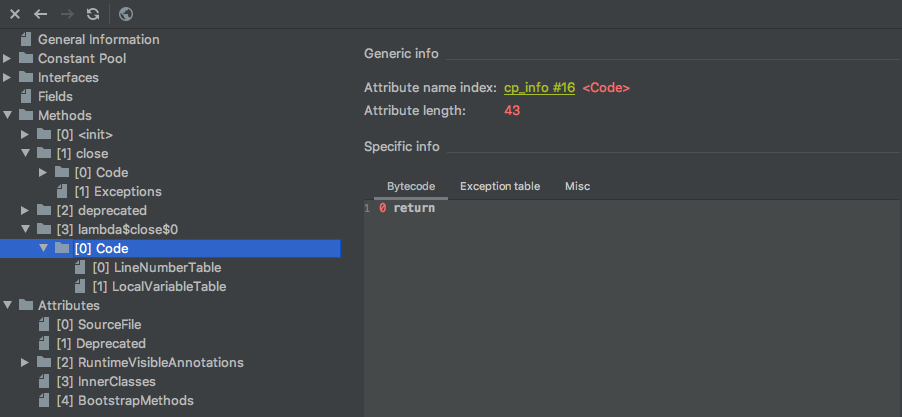 General Information
Constant Pool
Interfaces
Fields
Methods
[0] <init>
[1] close
[0] Code
[1] Exceptions
[2] deprecated
[3] lambda$close$0
[0] Code
[0] LineNumberTable
[1] LocalVariableTable
Attributes
[0] SourceFile
[1] Deprecated
[2] RuntimeVisibleAnnotations
[3] InnerClasses
[4] BootstrapMethods
Generic info
Attribute name index: cp_info #16 <Code>
Attribute length: 43
Specific info
Bytecode Exception table Misc
1 0 return